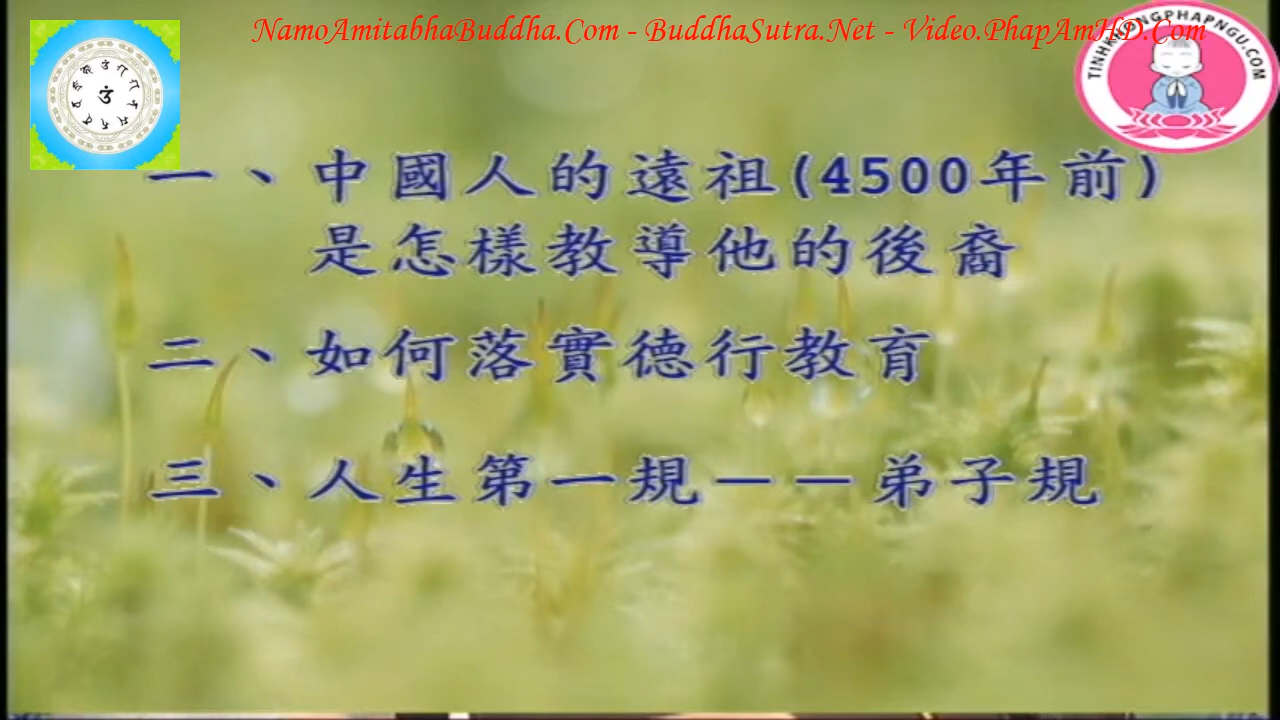 NamoAmitabhaBuddha.Com - BuddhaSutra.Net - Video.PhapAmHD.Com
TINHKHONGPHAPNGU.COM
一、中國人的遠祖(4500年前)
是怎樣教導他的後裔
二、如何落實德行教育
三、人生第一規——弟子規